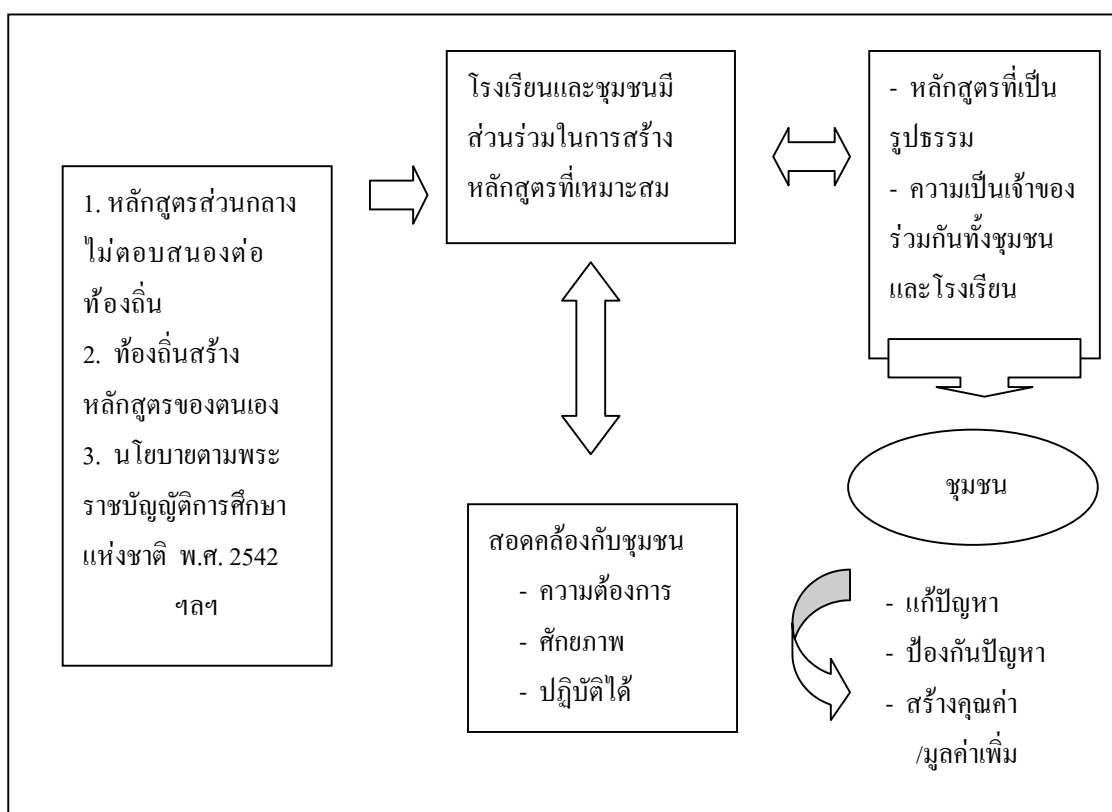 1. หลักสูตรส่วนกลาง
ไม่ตอบสนองต่อ
ท้องถิ่น
2. ท้องถิ่นสร้าง
หลักสูตรของตนเอง
3. นโยบายตามพระ
ราชบัญญัติการศึกษา
แห่งชาติ พ.ศ. 2542
ฯลฯ
โรงเรียนและชุมชนมี
ส่วนร่วมในการสร้าง
หลักสูตรที่เหมาะสม
- หลักสูตรที่เป็น
รูปธรรม
- ความเป็นเจ้าของ
ร่วมกันทั้งชุมชน
และโรงเรียน
สอดคล้องกับชุมชน
- ความต้องการ
- ศักยภาพ
- ปฏิบัติได้
ชุมชน
- แก้ปัญหา
- ป้องกันปัญหา
- สร้างคุณค่า
/มูลค่าเพิ่ม